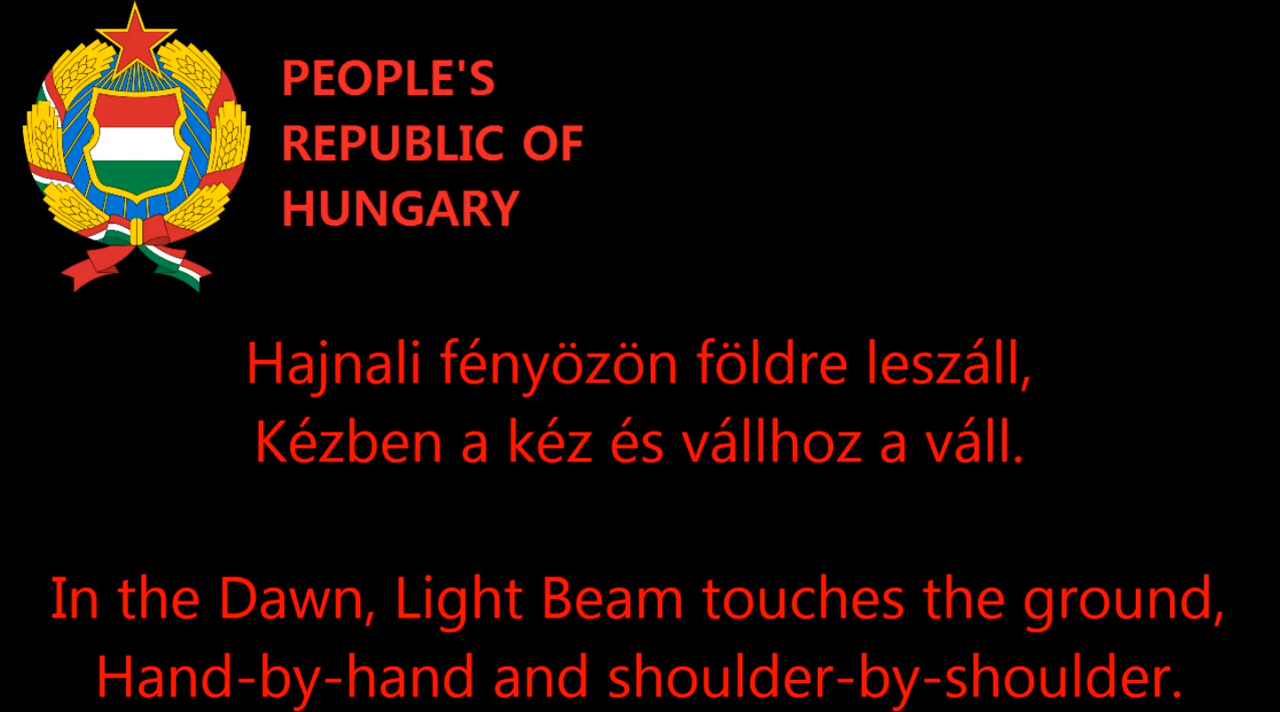 PEOPLE'S
REPUBLIC OF
HUNGARY
Hajnali fényözön földre leszáll,
Kézben a kéz és vállhoz a váll.
In the Dawn, Light Beam touches the ground,
Hand-by-hand and shoulder-by-shoulder.